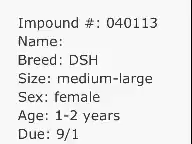 Impound #: 040113
Name:
Breed: DSH
Size: medium-large
Sex: female
Age: 1-2 years
Due: 9/1